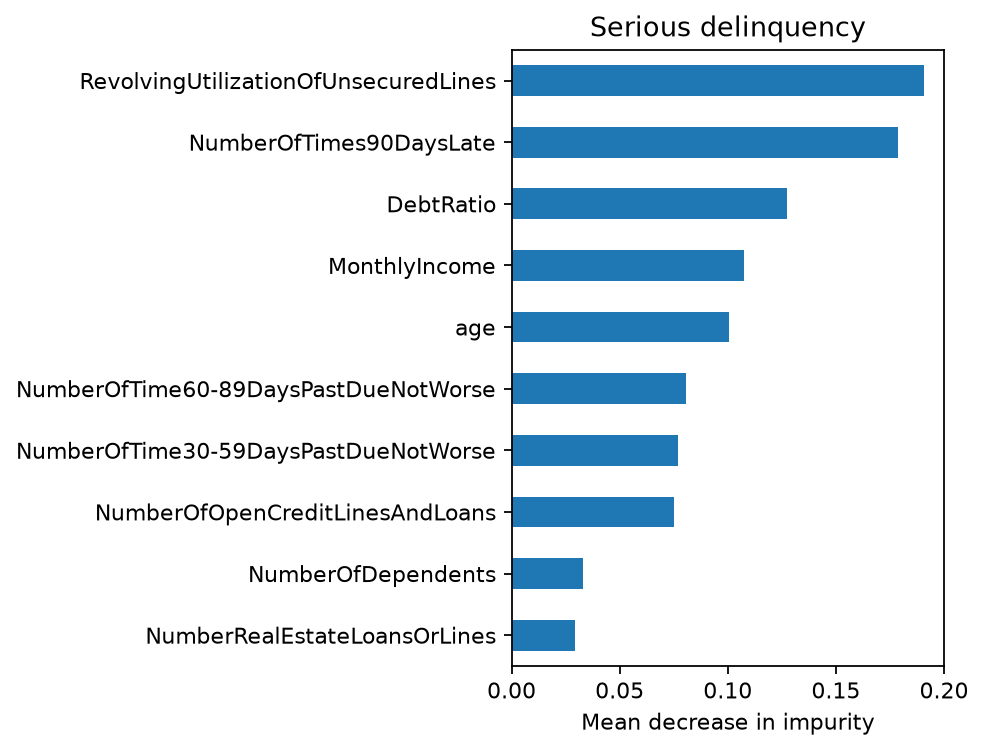 Serious delinquency
RevolvingUtilizationOfUnsecuredLines
NumberOfTimes90DaysLate
DebtRatio
MonthlyIncome
age
NumberOfTime60-89DaysPastDueNotWorse
NumberOfTime30-59DaysPastDueNotWorse
NumberOfOpenCreditLinesAndLoans
NumberOfDependents
NumberRealEstateLoansOrLines
0.00 0.05 0.10 0.15 0.20
Mean decrease in impurity